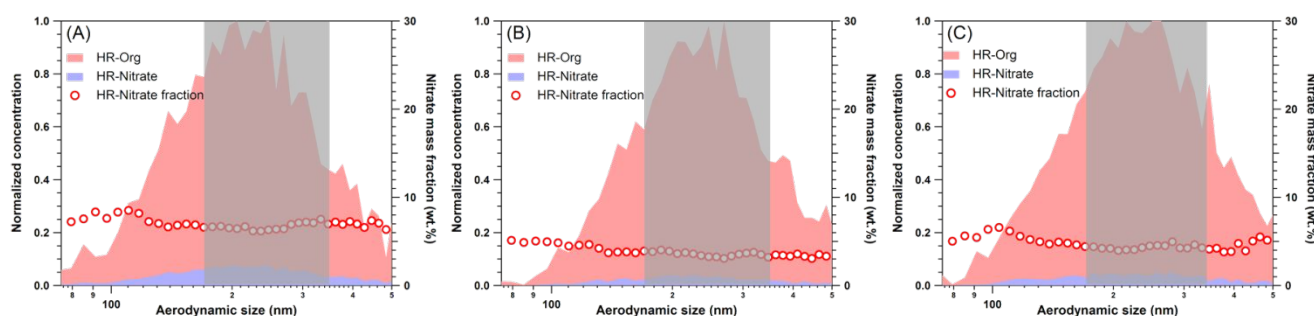 (A)
HR-Org
HR-Nitrate
HR-Nitrate fraction
Normalized concentration
1.0
0.8
0.6
0.4
0.2
0.0
30
20
10
0
Nitrate mass fraction (wt.%)
8
9
100
2
3
4
5
Aerodynamic size (nm)
(B)
HR-Org
HR-Nitrate
HR-Nitrate fraction
Normalized concentration
1.0
0.8
0.6
0.4
0.2
0.0
30
20
10
0
Nitrate mass fraction (wt.%)
8
9
100
2
3
4
5
Aerodynamic size (nm)
(C)
HR-Org
HR-Nitrate
HR-Nitrate fraction
Normalized concentration
1.0
0.8
0.6
0.4
0.2
0.0
30
20
10
0
Nitrate mass fraction (wt.%)
8
9
100
2
3
4
5
Aerodynamic size (nm)